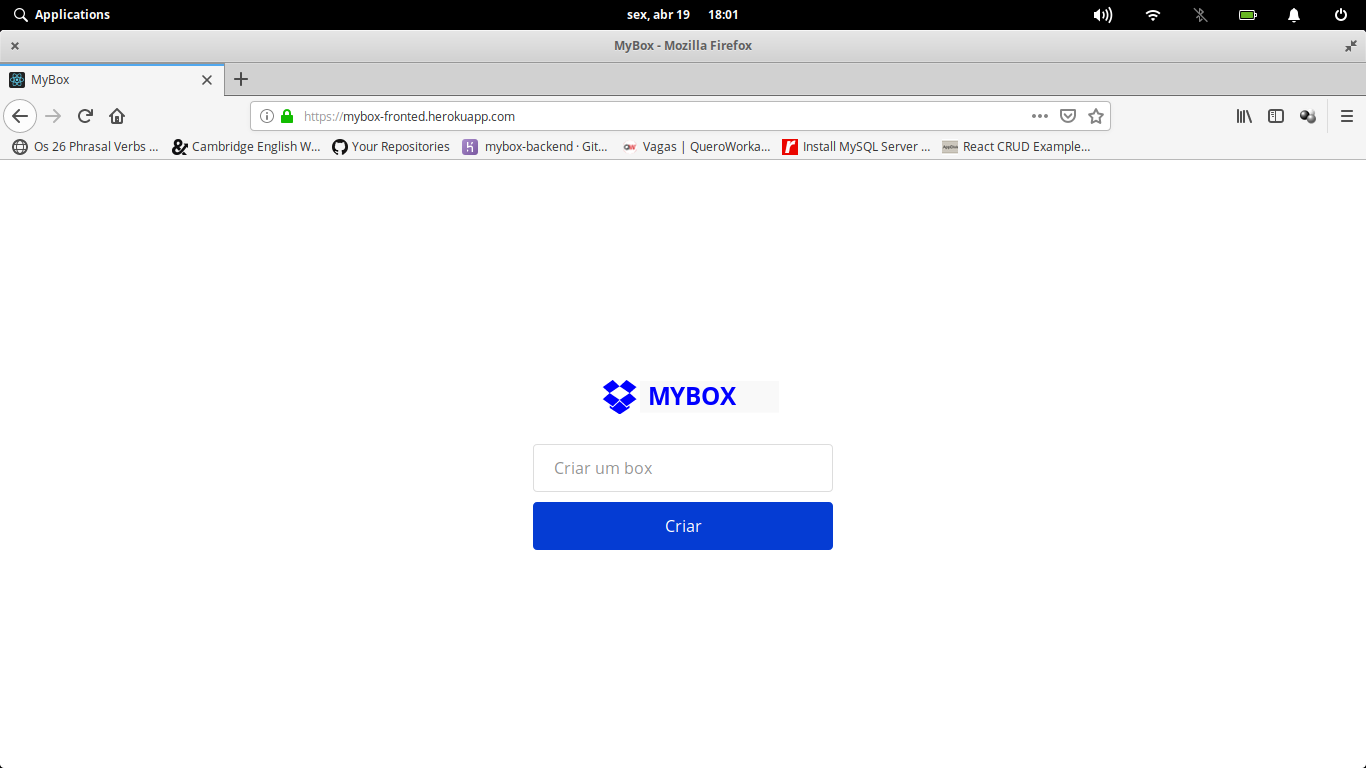 Applications sex, abr 19 18:01
MyBox - Mozilla Firefox
MyBox
https://mybox-fronted.herokuapp.com
Os 26 Phrasal Verbs ... Cambridge English W... Your Repositories mybox-backend · Git... Vagas | QueroWorka... Install MySQL Server ... React CRUD Example...
MYBOX
Criar um box
Criar